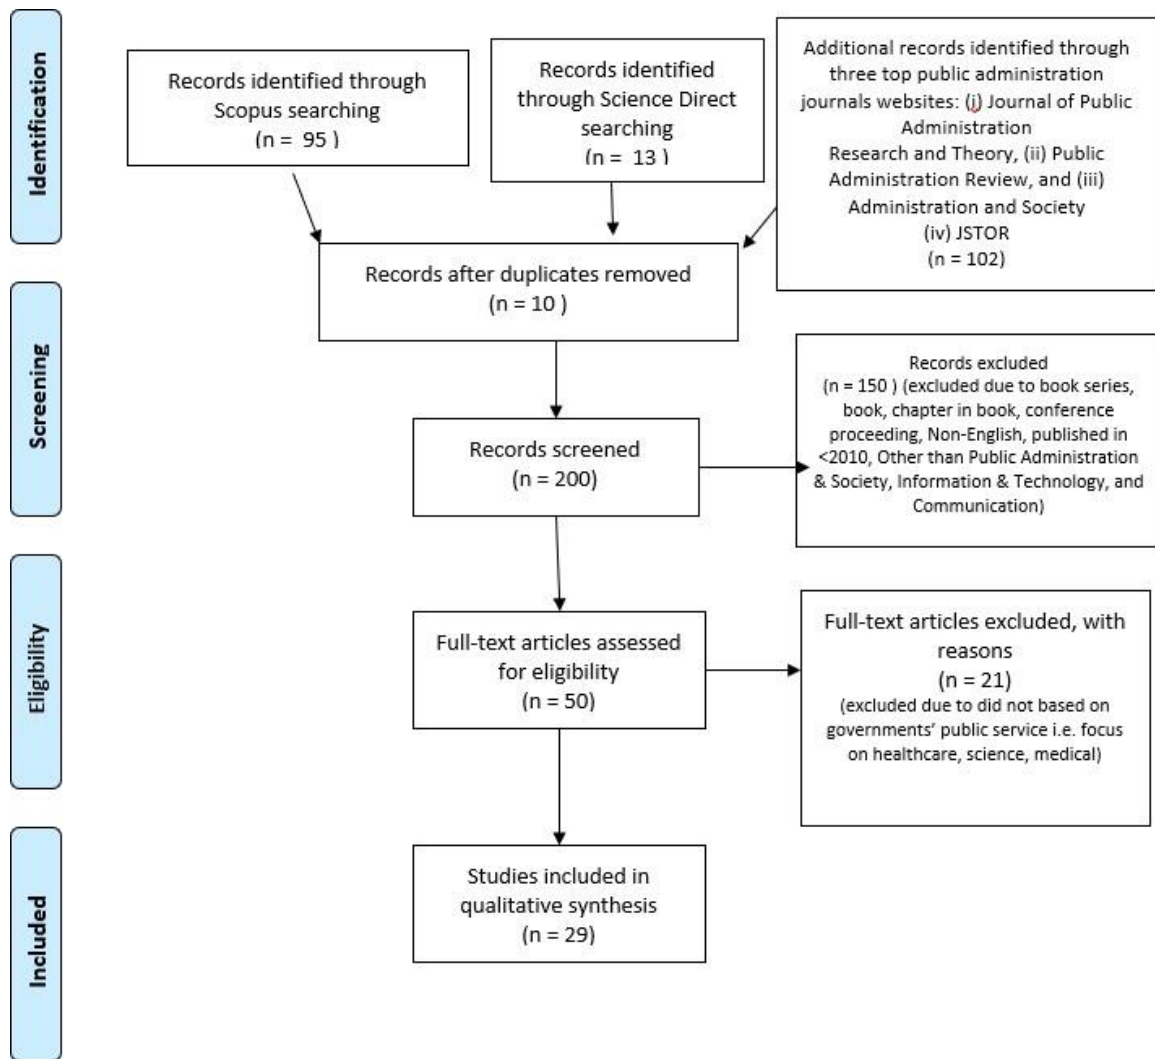 Identification
Records identified through
Scopus searching
(n = 95 )
Records identified
through Science Direct
searching
(n = 13 )
Additional records identified through
three top public administration
journals websites: (i) Journal of Public
Administration
Research and Theory, (ii) Public
Administration Review, and (iii)
Administration and Society
(iv) JSTOR
(n = 102)
Records after duplicates removed
(n = 10 )
Screening
Records screened
(n = 200)
Records excluded
(n = 150 ) (excluded due to book series,
book, chapter in book, conference
proceeding, Non-English, published in
<2010, Other than Public Administration
& Society, Information & Technology, and
Communication)
Eligibility
Full-text articles assessed
for eligibility
(n = 50)
Full-text articles excluded, with
reasons
(n = 21)
(excluded due to did not based on
governments’ public service i.e. focus
on healthcare, science, medical)
Included
Studies included in
qualitative synthesis
(n = 29)